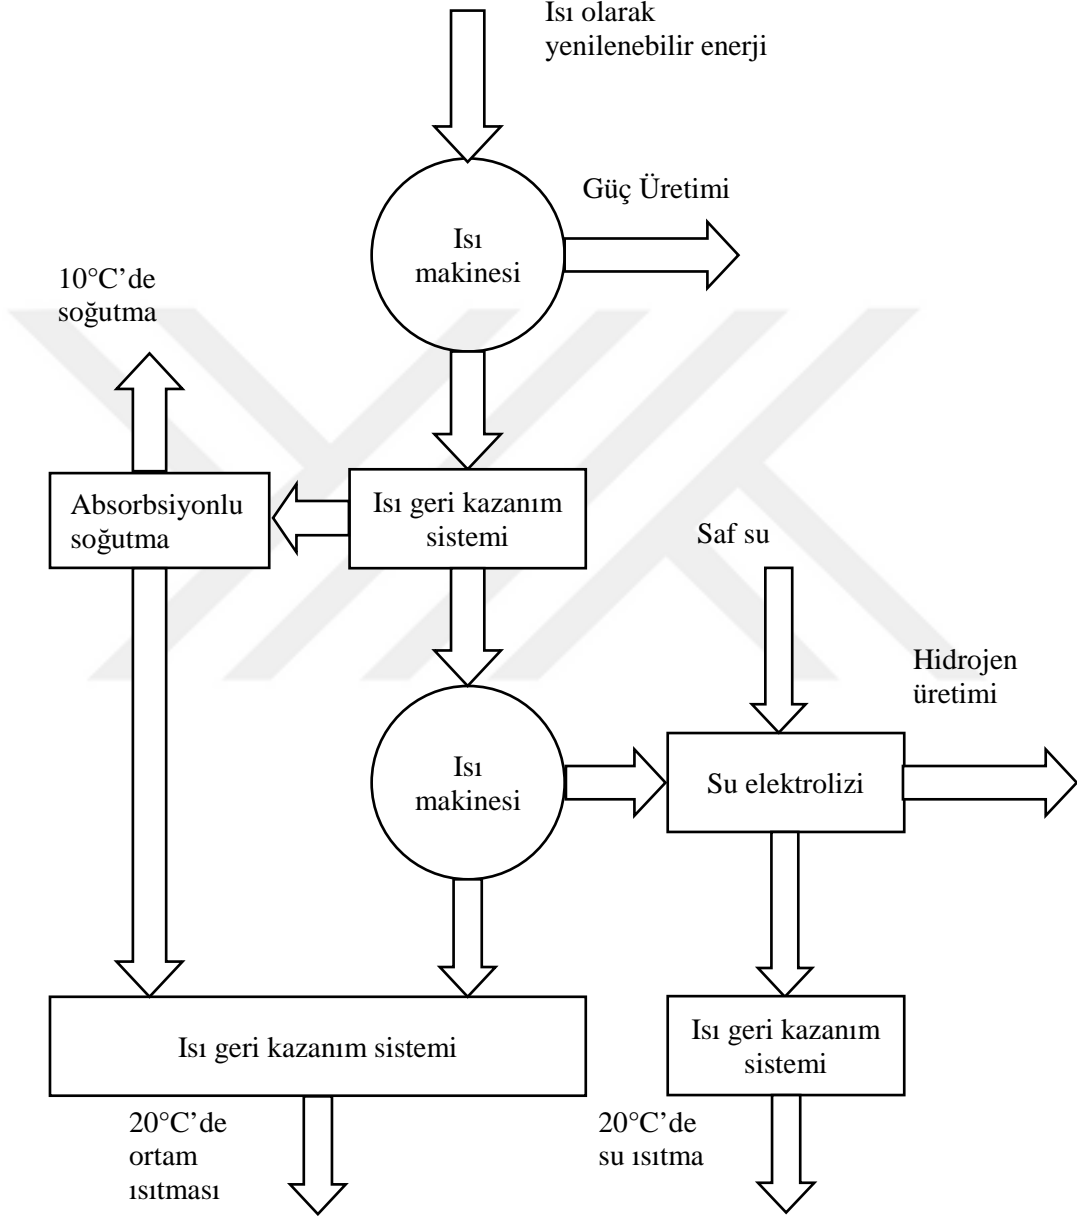 Isı olarak
yenilenebilir enerji
Güç Üretimi
Isı
makinesi
10°C’de
soğutma
Absorbsiyonlu
soğutma
Isı geri kazanım
sistemi
Saf su
Hidrojen
üretimi
Isı
makinesi
Su elektrolizi
Isı geri kazanım sistemi
Isı geri kazanım
sistemi
20°C’de
ortam
ısıtması
20°C’de
su ısıtma